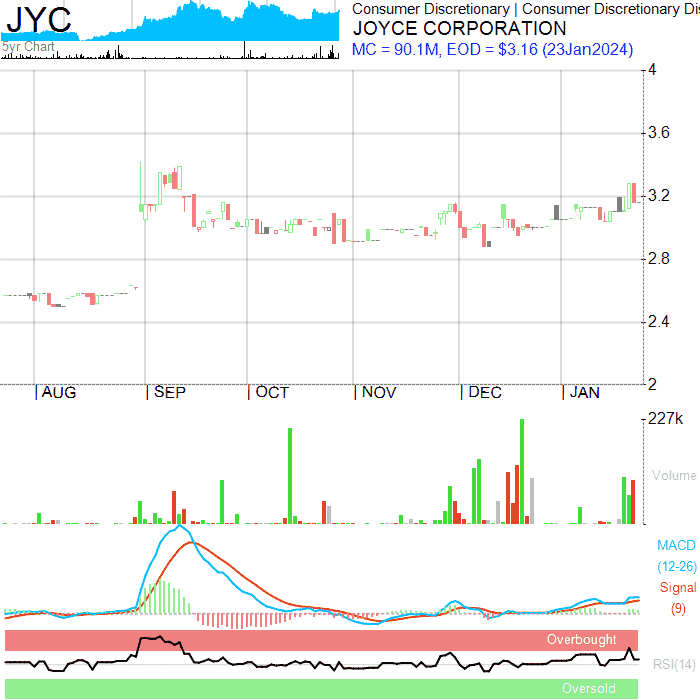 JYC
5yr Chart
Consumer Discretionary | Consumer Discretionary Dis
JOYCE CORPORATION
MC = 90.1M, EOD = $3.16 (23Jan2024)
4
3.6
3.2
2.8
2.4
2
| AUG | SEP | OCT | NOV | DEC | JAN
227k
Volume
MACD
(12-26)
Signal
(9)
Overbought
RSI(14)
Oversold